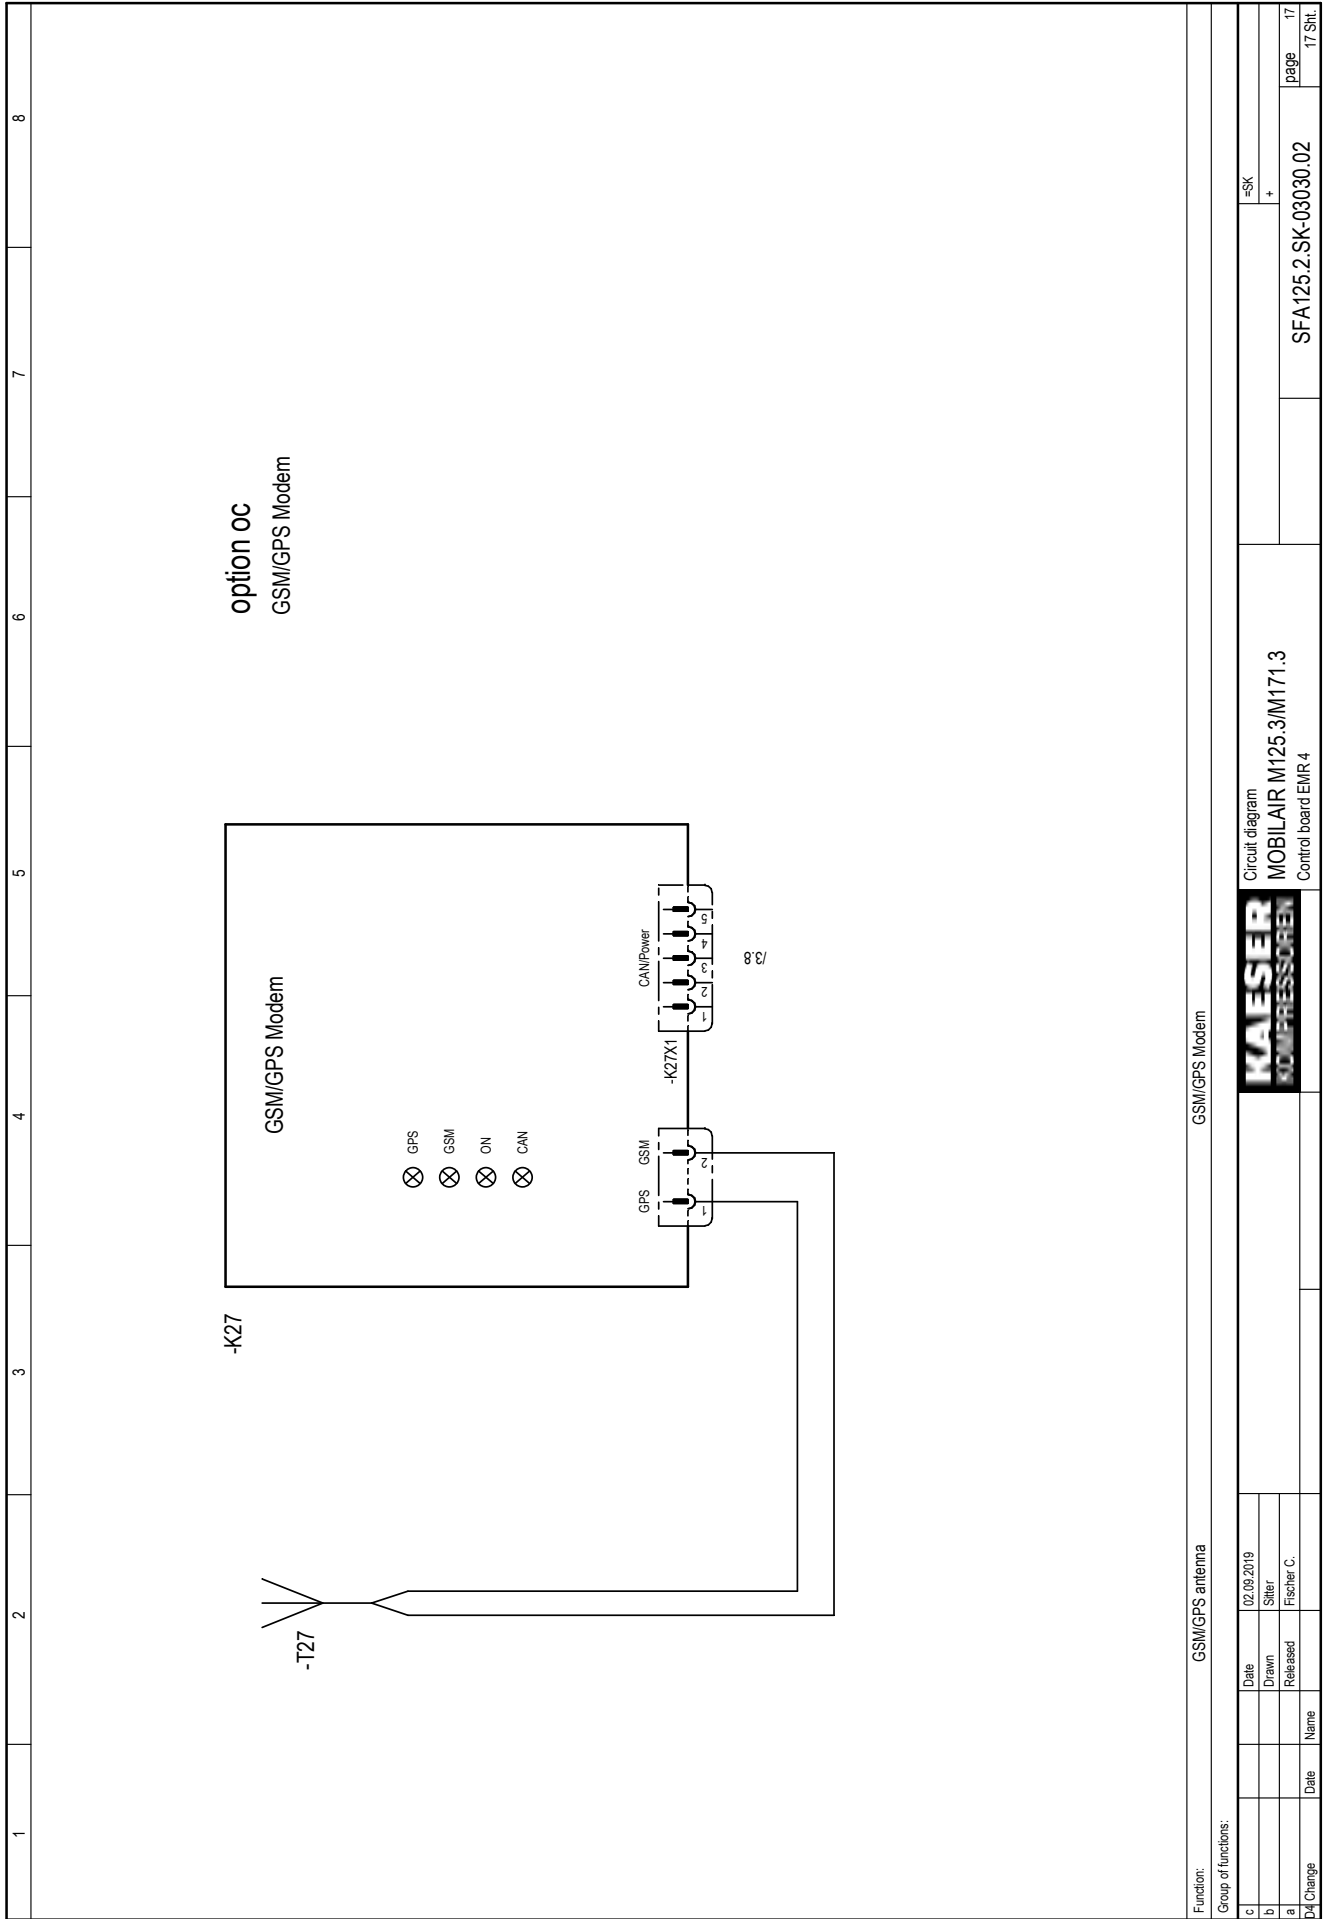 1 2 3 4 5 6 7 8
option oc
GSM/GPS Modem
-K27
GSM/GPS Modem
-T27
GPS
GSM
ON
CAN
GPS GSM
1 2
-K27X1
CAN/Power
1 2 3 4 5
/3.8
Function: GSM/GPS antenna GSM/GPS Modem
Group of functions:
c Date 02.09.2019
b Drawn Sitter
a Released Fischer C.
D4 Change Date Name
KAESER
KOMPRESSOREN
Circuit diagram
MOBILAIR M125.3/M171.3
Control board EMR 4
=SK
+
SFA125.2.SK-03030.02
page 17
17 Sht.